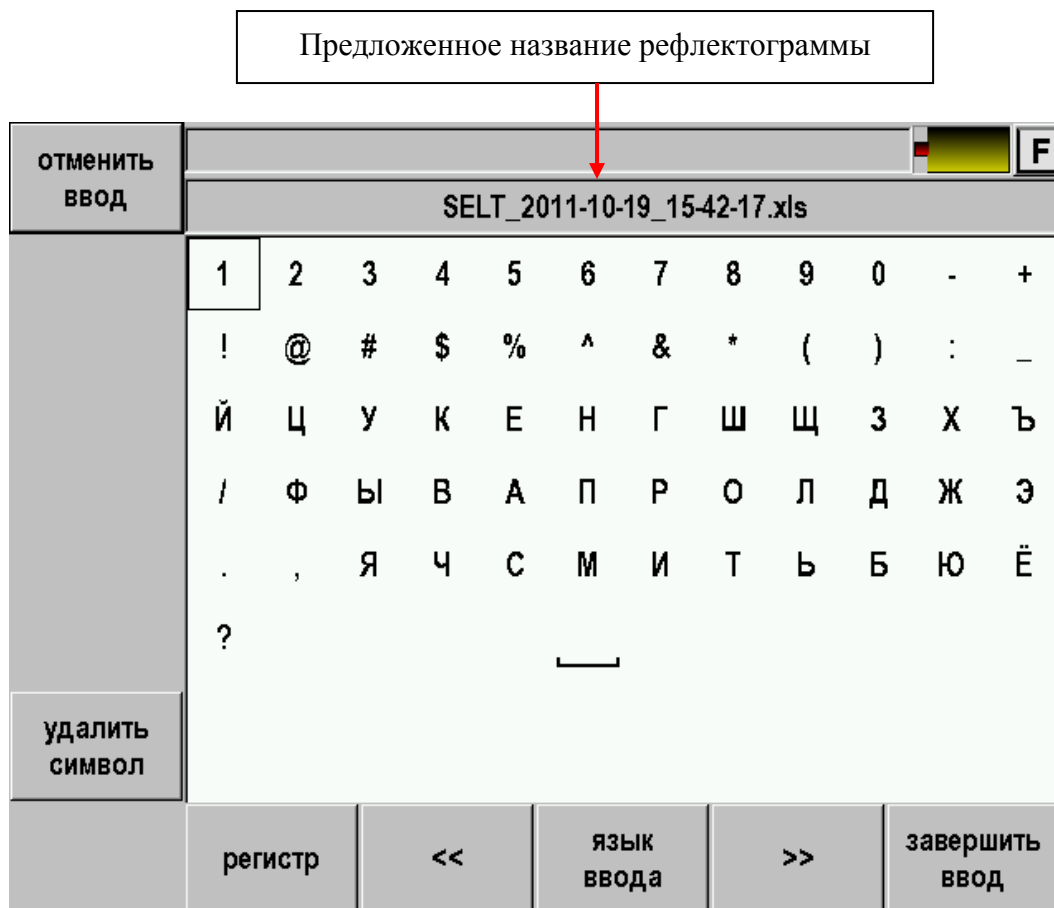 Предложенное название рефлектограммы
отменить
ввод
F
SELT_2011-10-19_15-42-17.xls
1 2 3 4 5 6 7 8 9 0 - +
! @ # $ % ^ & * ( ) : _
Й Ц У К Е Н Г Ш Щ З Х Ъ
/ Ф Ы В А П Р О Л Д Ж Э
. , Я Ч С М И Т Ь Б Ю Ё
?
удалить
символ
регистр
<<
язык
ввода
>>
завершить
ввод